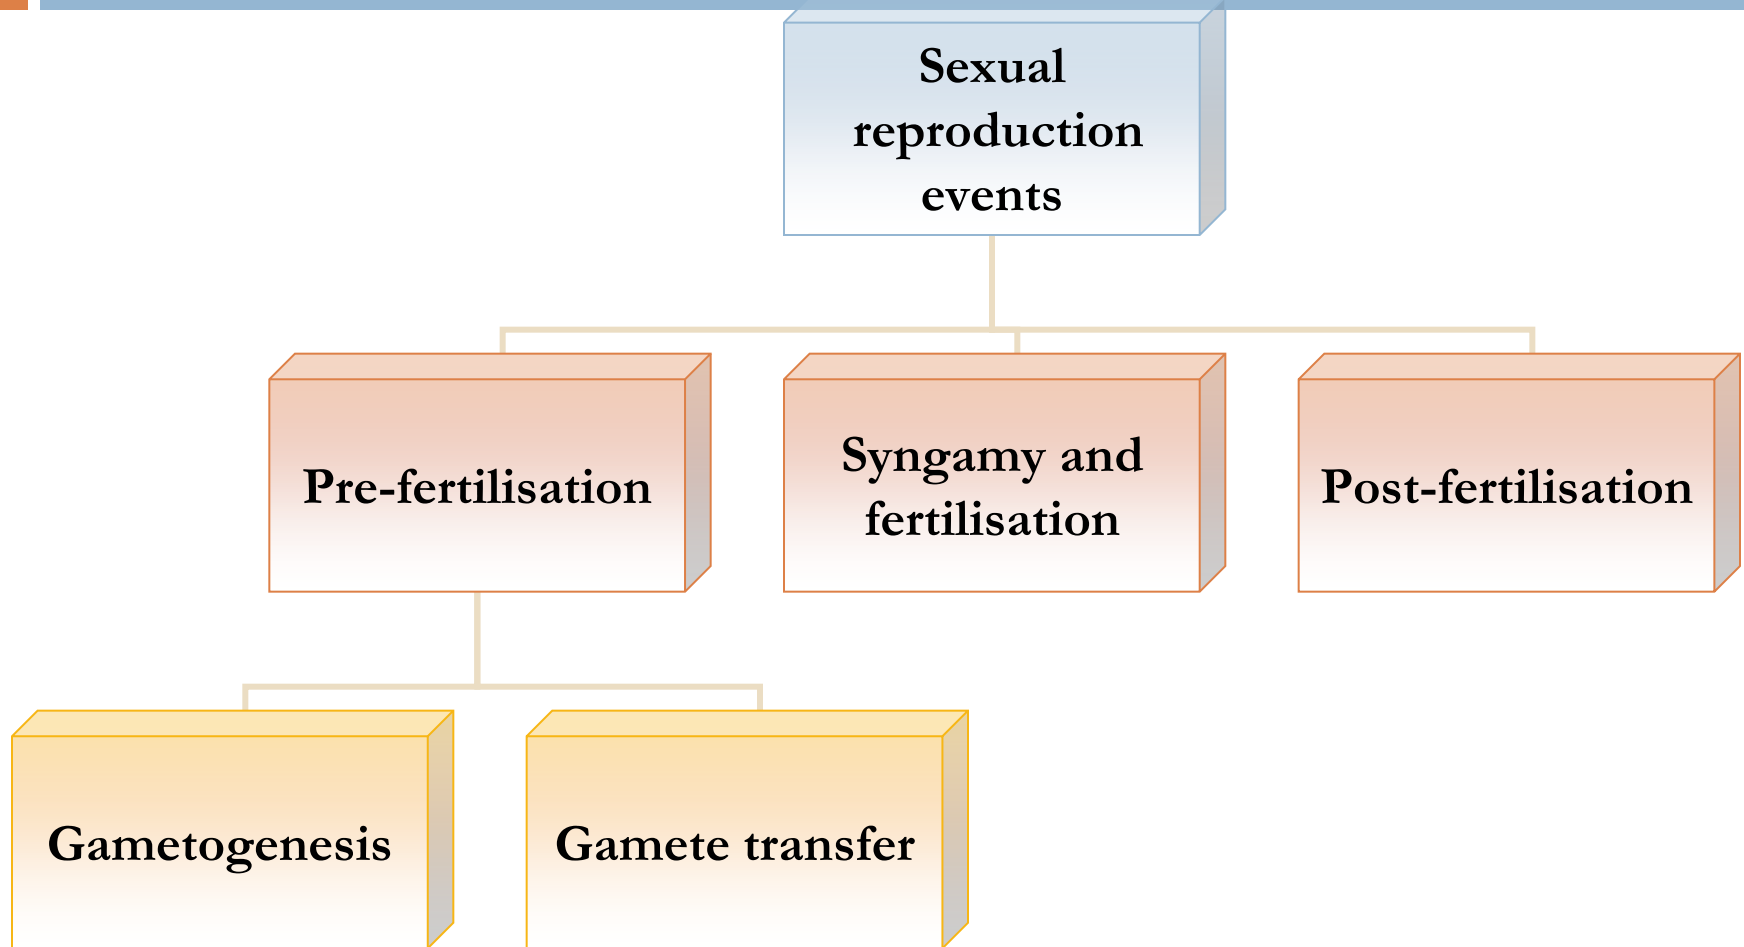 Sexual
reproduction
events
Pre-fertilisation
Syngamy and
fertilisation
Post-fertilisation
Gametogenesis
Gamete transfer